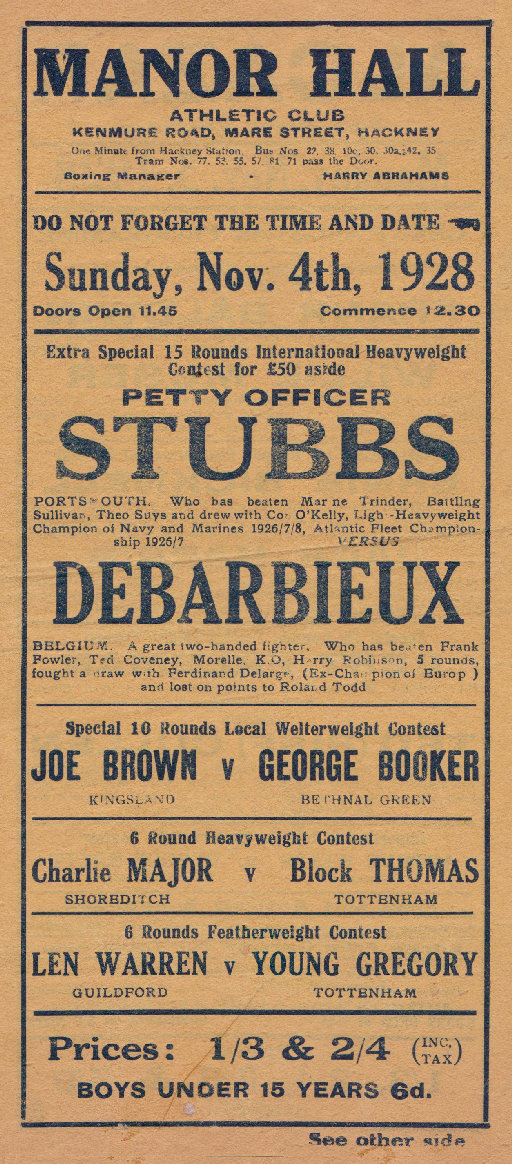 MANOR HALL
ATHLETIC CLUB
KENMURE ROAD, MARE STREET, HACKNEY
One Minute from Hackney Station. Bus Nos 22, 38, 10c, 30, 30a, 42, 35
Tram Nos. 77, 53, 55, 57, 81, 71 pass the Door.
Boxing Manager - HARRY ABRAHAMS
DO NOT FORGET THE TIME AND DATE
Sunday, Nov. 4th, 1928
Doors Open 11.45 Commence 12.30
Extra Special 15 Rounds International Heavyweight
Contest for £50 aside
PETTY OFFICER
STUBBS
PORTSMOUTH. Who has beaten Marine Trinder, Battling
Sullivan, Theo Suys and drew with Con O'Kelly, Light-Heavyweight
Champion of Navy and Marines 1926/7/8, Atlantic Fleet Champion-
ship 1926/7 VERSUS
DEBARBIEUX
BELGIUM. A great two-handed fighter. Who has beaten Frank
Fowler, Ted Coveney, Morelle, K.O, Harry Robinson, 5 rounds,
fought a draw with Ferdinand Delarge, (Ex-Champion of Europ )
and lost on points to Roland Todd
Special 10 Rounds Local Welterweight Contest
JOE BROWN v GEORGE BOOKER
KINGSLAND BETHNAL GREEN
6 Round Heavyweight Contest
Charlie MAJOR v Block THOMAS
SHOREDITCH TOTTENHAM
6 Rounds Featherweight Contest
LEN WARREN v YOUNG GREGORY
GUILDFORD TOTTENHAM
Prices: 1/3 & 2/4 (INC. TAX)
BOYS UNDER 15 YEARS 6d.
See other side